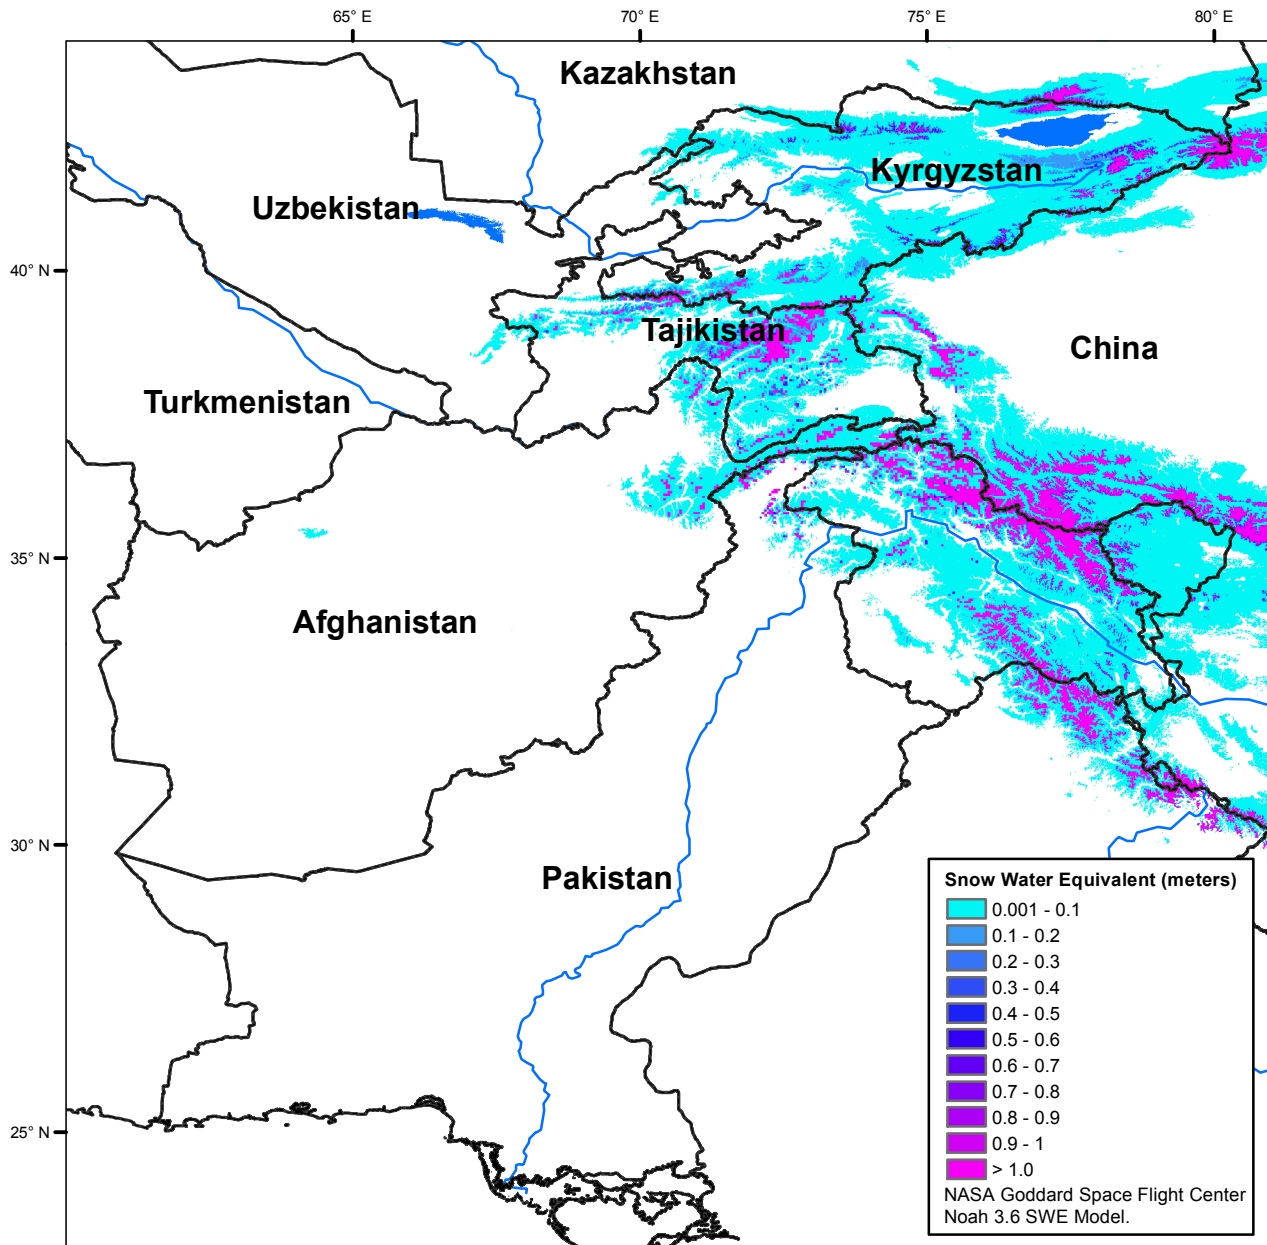 65° E
70° E
75° E
80° E
Kazakhstan
Kyrgyzstan
Uzbekistan
40° N
Tajikistan
China
Turkmenistan
35° N
Afghanistan
30° N
Pakistan
25° N
Snow Water Equivalent (meters)
0.001 - 0.1
0.1 - 0.2
0.2 - 0.3
0.3 - 0.4
0.4 - 0.5
0.5 - 0.6
0.6 - 0.7
0.7 - 0.8
0.8 - 0.9
0.9 - 1
> 1.0
NASA Goddard Space Flight Center
Noah 3.6 SWE Model.